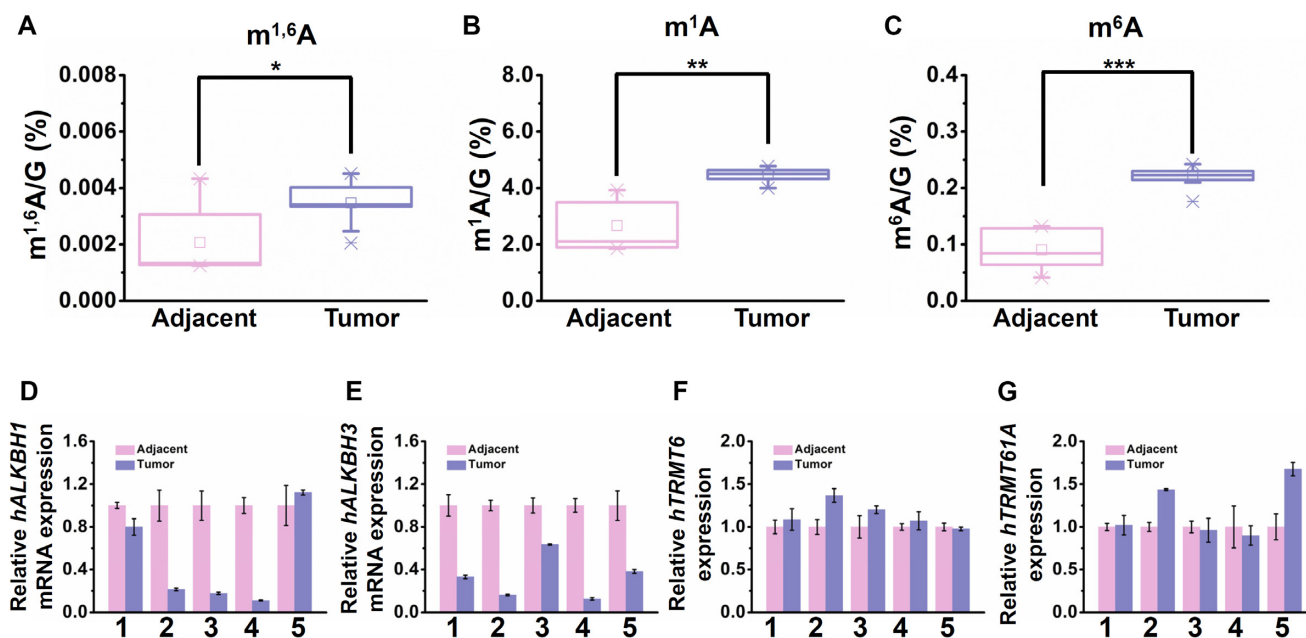 A
m¹,⁶A
*
m¹,⁶A/G (%)
0.008
0.006
0.004
0.002
0.000
Adjacent Tumor
B
m¹A
**
m¹A/G (%)
8.0
6.0
4.0
2.0
0.0
Adjacent Tumor
C
m⁶A
***
m⁶A/G (%)
0.4
0.3
0.2
0.1
0.0
Adjacent Tumor
D
Relative hALKBH1
mRNA expression
1.6
1.2
0.8
0.4
0.0
Adjacent
Tumor
1 2 3 4 5
E
Relative hALKBH3
mRNA expression
1.6
1.2
0.8
0.4
0.0
Adjacent
Tumor
1 2 3 4 5
F
Relative hTRMT6
expression
2.0
1.5
1.0
0.5
0.0
Adjacent
Tumor
1 2 3 4 5
G
Relative hTRMT61A
expression
2.0
1.5
1.0
0.5
0.0
Adjacent
Tumor
1 2 3 4 5